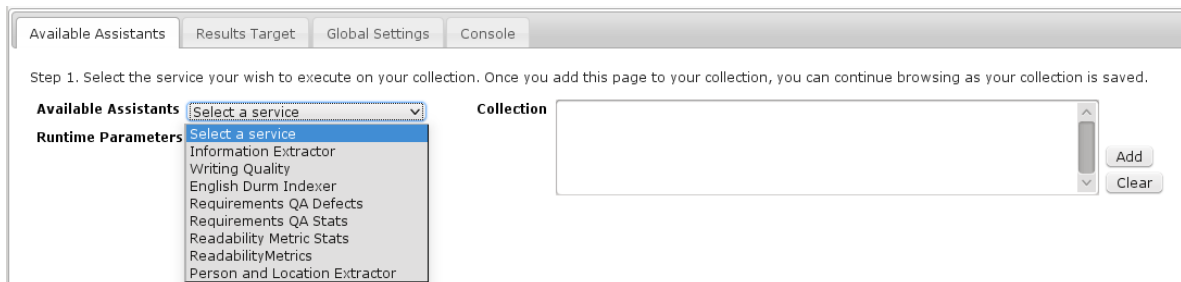 Available Assistants Results Target Global Settings Console
Step 1. Select the service your wish to execute on your collection. Once you add this page to your collection, you can continue browsing as your collection is saved.
Available Assistants Select a service Collection
Runtime Parameters Select a service
Information Extractor
Writing Quality
English Durm Indexer
Requirements QA Defects
Requirements QA Stats
Readability Metric Stats
ReadabilityMetrics
Person and Location Extractor
Add
Clear